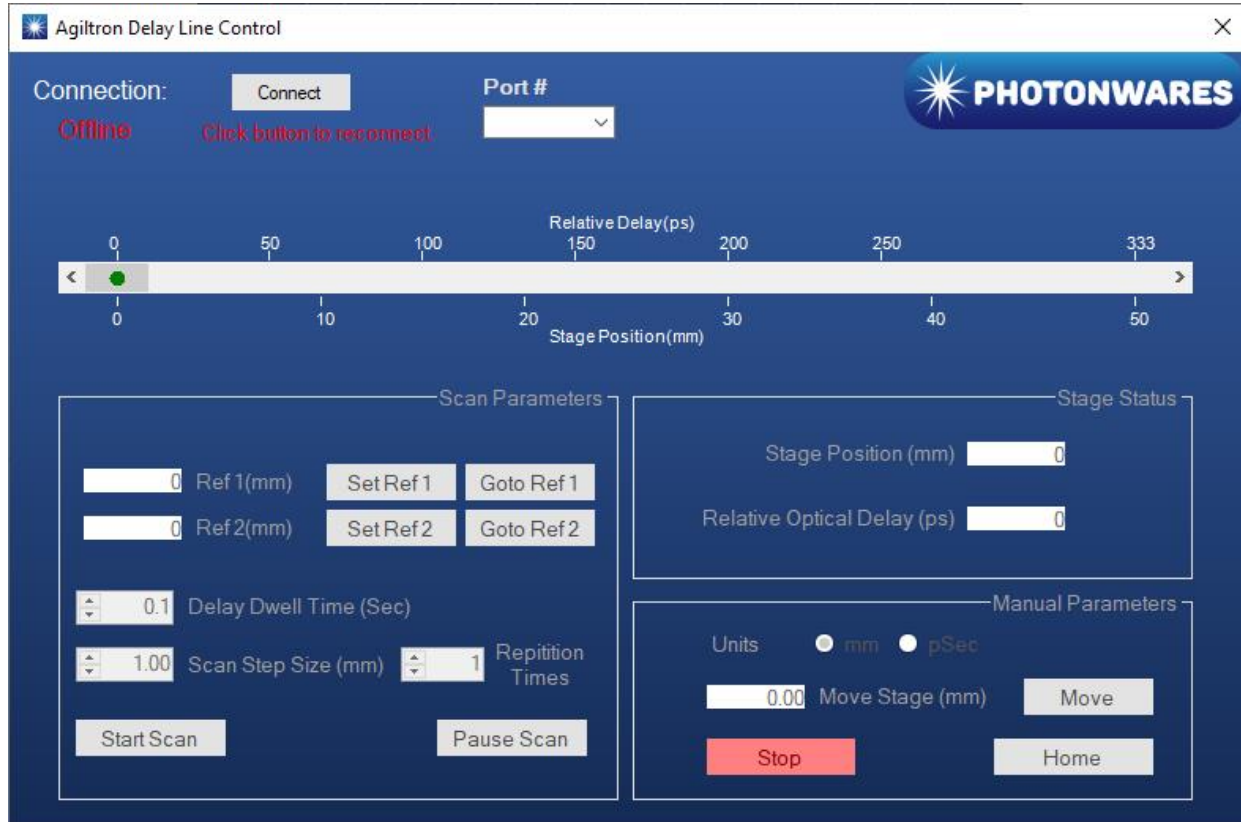 Agiltron Delay Line Control
Connection:
Connect
Port #
PHOTONWARES
Offline
Click button to reconnect
Relative Delay(ps)
0 50 100 150 200 250 333
0 10 20 30 40 50
Stage Position(mm)
Scan Parameters
0 Ref 1(mm) Set Ref 1 Goto Ref 1
0 Ref 2(mm) Set Ref 2 Goto Ref 2
0.1 Delay Dwell Time (Sec)
1.00 Scan Step Size (mm) 1 Repitition
Times
Start Scan Pause Scan
Stage Status
Stage Position (mm) 0
Relative Optical Delay (ps) 0
Manual Parameters
Units mm pSec
0.00 Move Stage (mm) Move
Stop Home